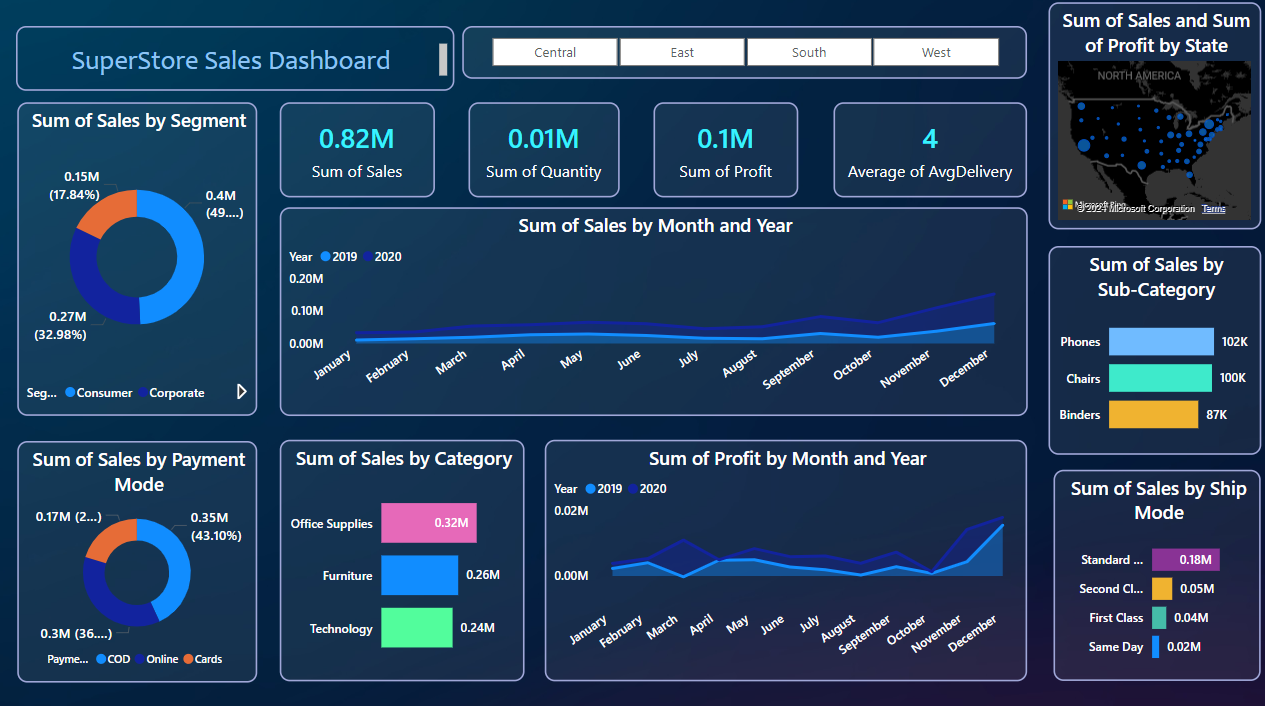 SuperStore Sales Dashboard
Central
East
South
West
Sum of Sales and Sum
of Profit by State
NORTH AMERICA
© 2024 Microsoft Corporation
Terms
Sum of Sales by Segment
0.15M
(17.84%)
0.4M
(49....)
0.27M
(32.98%)
Seg...
Consumer
Corporate
0.82M
Sum of Sales
0.01M
Sum of Quantity
0.1M
Sum of Profit
4
Average of AvgDelivery
Sum of Sales by Month and Year
Year
2019
2020
0.20M
0.10M
0.00M
January
February
March
April
May
June
July
August
September
October
November
December
Sum of Sales by
Sub-Category
Phones
102K
Chairs
100K
Binders
87K
Sum of Sales by Payment
Mode
0.17M (2...)
0.35M
(43.10%)
0.3M (36....)
Payme...
COD
Online
Cards
Sum of Sales by Category
Office Supplies
0.32M
Furniture
0.26M
Technology
0.24M
Sum of Profit by Month and Year
Year
2019
2020
0.02M
0.00M
January
February
March
April
May
June
July
August
September
October
November
December
Sum of Sales by Ship
Mode
Standard ...
0.18M
Second Cl...
0.05M
First Class
0.04M
Same Day
0.02M